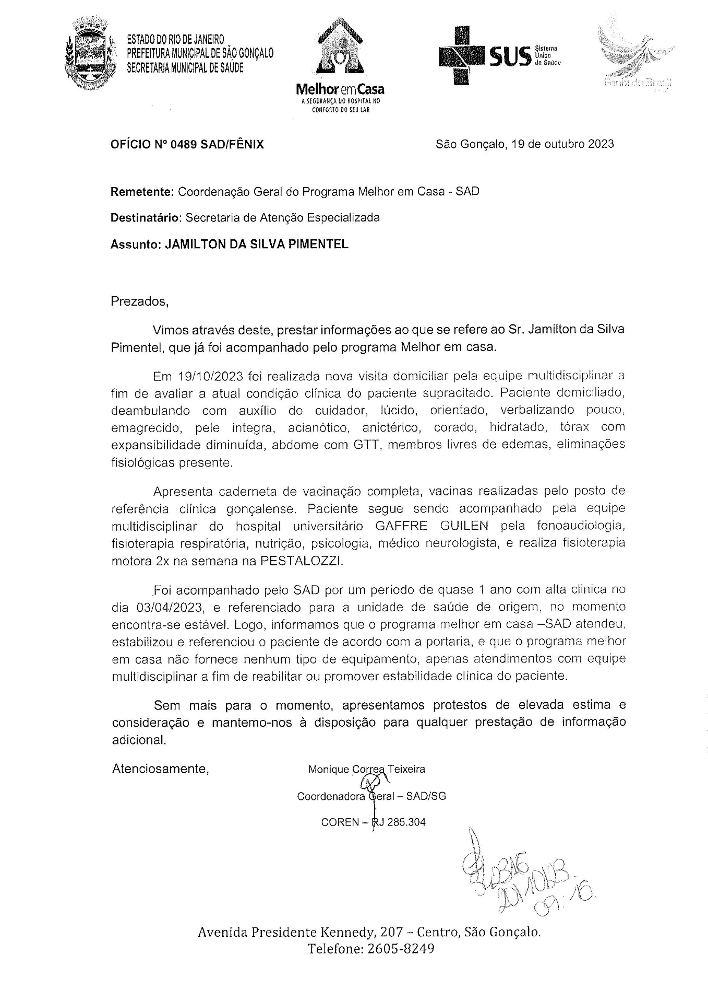 ESTADO DO RIO DE JANEIRO
PREFEITURA MUNICIPAL DE SÃO GONÇALO
SECRETARIA MUNICIPAL DE SAÚDE
MelhoremCasa
A SEGURANÇA DO HOSPITAL NO
CONFORTO DO SEU LAR
SUS
Sistema
Único
de Saúde
Fenix do Brasil
OFÍCIO Nº 0489 SAD/FÊNIX
São Gonçalo, 19 de outubro 2023
Remetente: Coordenação Geral do Programa Melhor em Casa - SAD
Destinatário: Secretaria de Atenção Especializada
Assunto: JAMILTON DA SILVA PIMENTEL
Prezados,
Vimos através deste, prestar informações ao que se refere ao Sr. Jamilton da Silva
Pimentel, que já foi acompanhado pelo programa Melhor em casa.
Em 19/10/2023 foi realizada nova visita domiciliar pela equipe multidisciplinar a
fim de avaliar a atual condição clínica do paciente supracitado. Paciente domiciliado,
deambulando com auxílio do cuidador, lúcido, orientado, verbalizando pouco,
emagrecido, pele integra, acianótico, anictérico, corado, hidratado, tórax com
expansibilidade diminuída, abdome com GTT, membros livres de edemas, eliminações
fisiológicas presente.
Apresenta caderneta de vacinação completa, vacinas realizadas pelo posto de
referência clínica gonçalense. Paciente segue sendo acompanhado pela equipe
multidisciplinar do hospital universitário GAFFRE GUILEN pela fonoaudiologia,
fisioterapia respiratória, nutrição, psicologia, médico neurologista, e realiza fisioterapia
motora 2x na semana na PESTALOZZI.
Foi acompanhado pelo SAD por um período de quase 1 ano com alta clinica no
dia 03/04/2023, e referenciado para a unidade de saúde de origem, no momento
encontra-se estável. Logo, informamos que o programa melhor em casa –SAD atendeu,
estabilizou e referenciou o paciente de acordo com a portaria, e que o programa melhor
em casa não fornece nenhum tipo de equipamento, apenas atendimentos com equipe
multidisciplinar a fim de reabilitar ou promover estabilidade clínica do paciente.
Sem mais para o momento, apresentamos protestos de elevada estima e
consideração e mantemo-nos à disposição para qualquer prestação de informação
adicional.
Atenciosamente,
Monique Correa Teixeira
Coordenadora Geral – SAD/SG
COREN – RJ 285.304
20/10/23
09:16.
Avenida Presidente Kennedy, 207 – Centro, São Gonçalo.
Telefone: 2605-8249